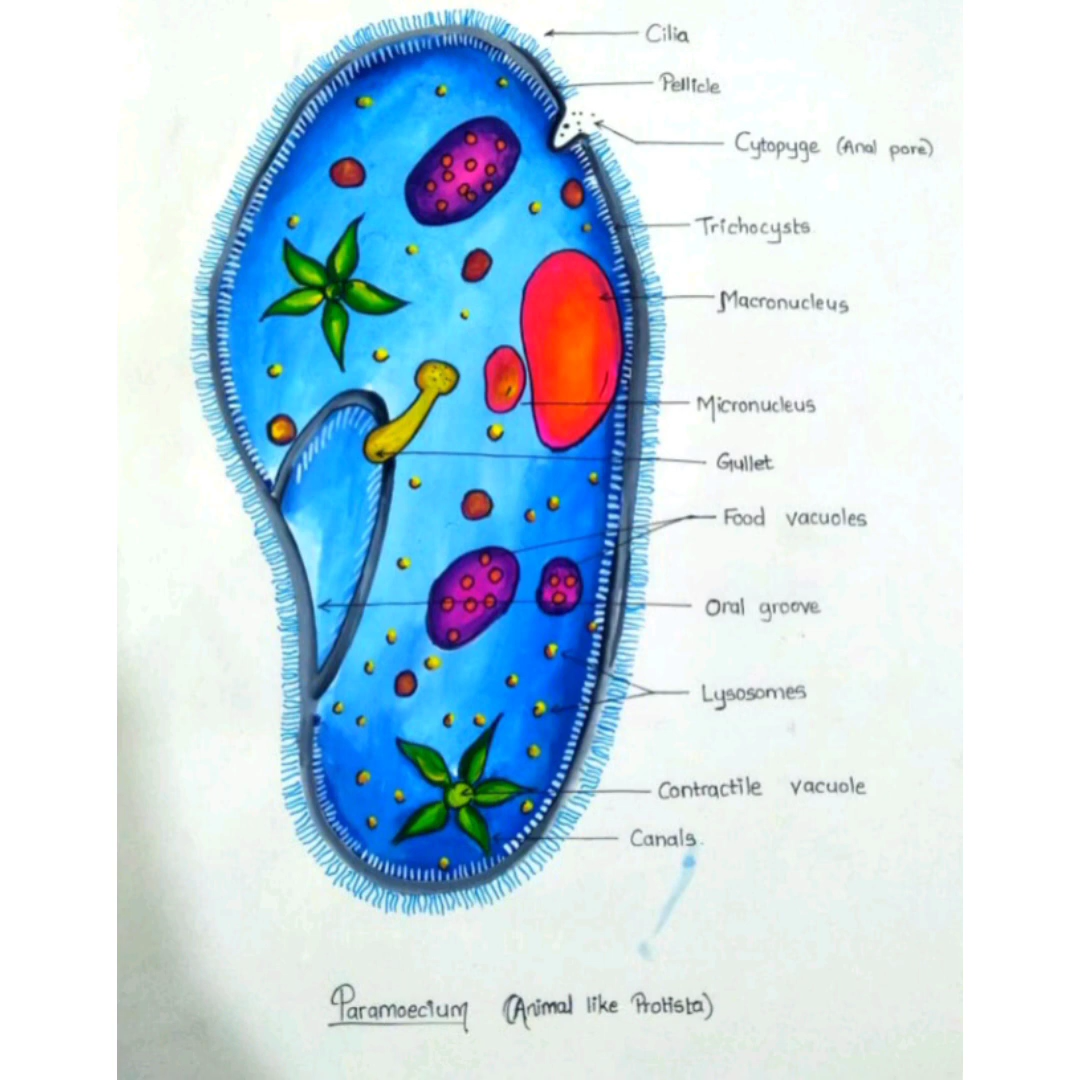 Cilia
Pellicle
Cytopyge (Anal pore)
Trichocysts
Macronucleus
Micronucleus
Gullet
Food vacuoles
Oral groove
Lysosomes
Contractile vacuole
Canals.
Paramoecium (Animal like Protista)